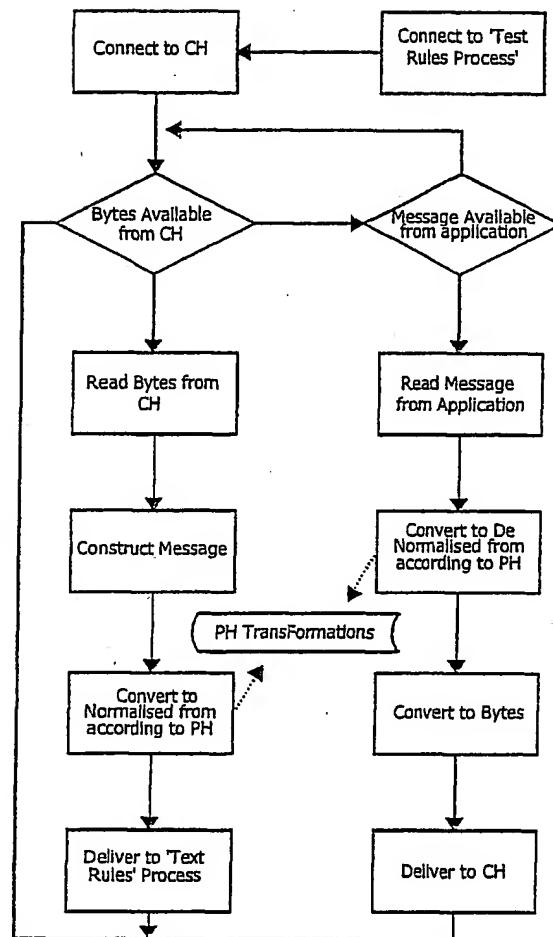 Connect to CH
Connect to 'Test
Rules Process'
Bytes Available
from CH
Message Available
from application
Read Bytes from
CH
Read Message
from Application
Construct Message
Convert to De
Normalised from
according to PH
PH TransFormations
Convert to
Normalised from
according to PH
Convert to Bytes
Deliver to 'Text
Rules' Process
Deliver to CH